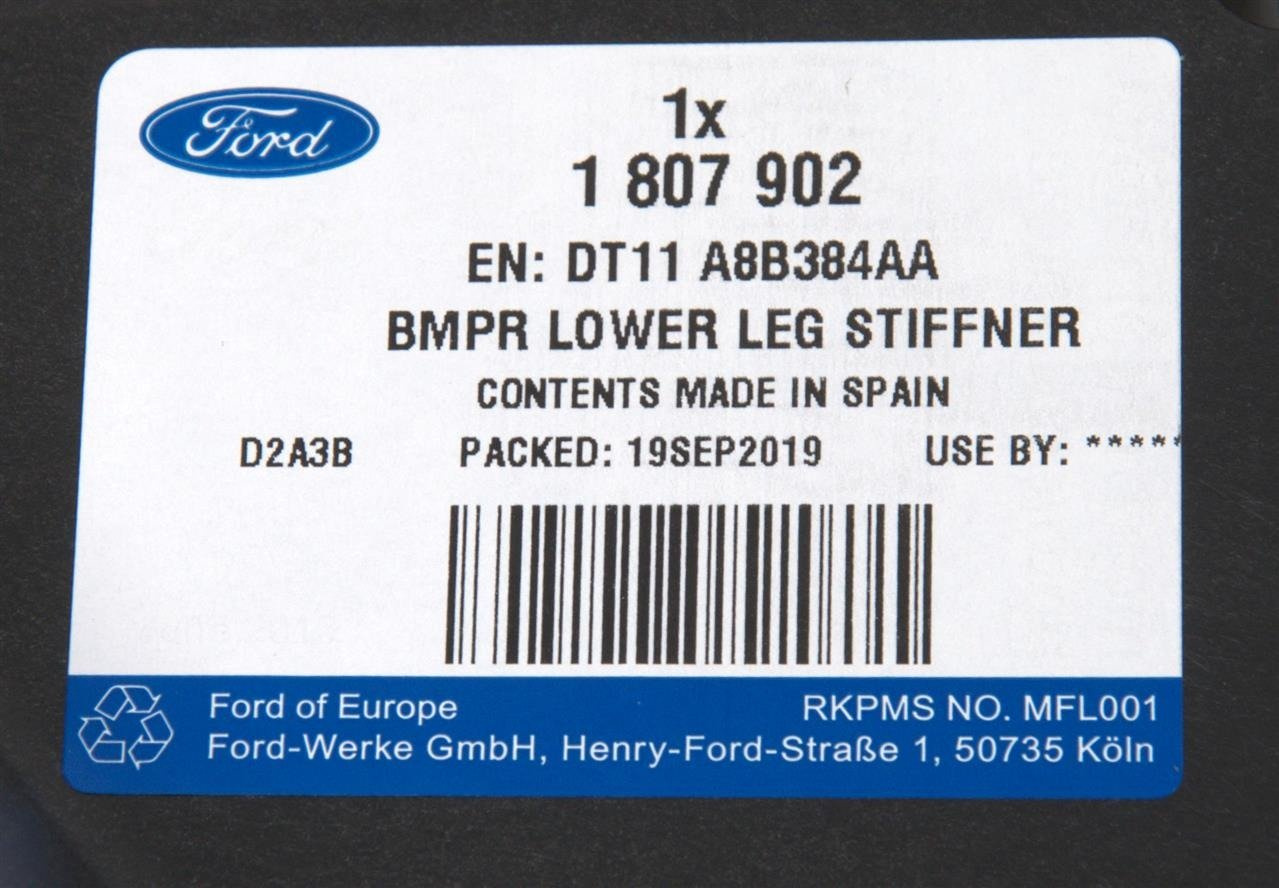 Ford
1x
1 807 902
EN: DT11 A8B384AA
BMPR LOWER LEG STIFFNER
CONTENTS MADE IN SPAIN
D2A3B PACKED: 19SEP2019 USE BY: *****
Ford of Europe RKPMS NO. MFL001
Ford-Werke GmbH, Henry-Ford-Straße 1, 50735 Köln